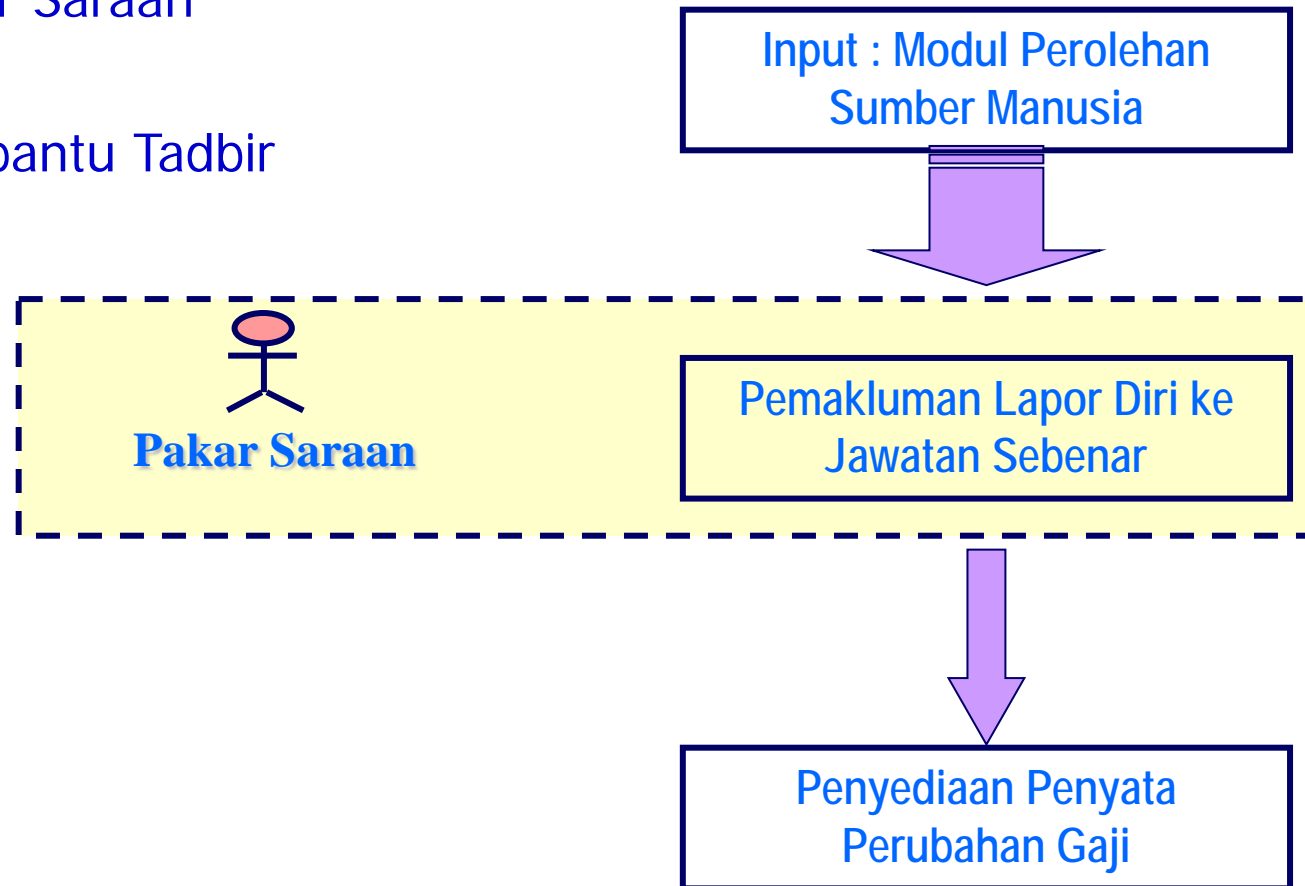 Saraan
Tadbir
Input : Modul Perolehan
Sumber Manusia
Pakar Saraan
Pemakluman Lapor Diri ke
Jawatan Sebenar
Penyediaan Penyata
Perubahan Gaji